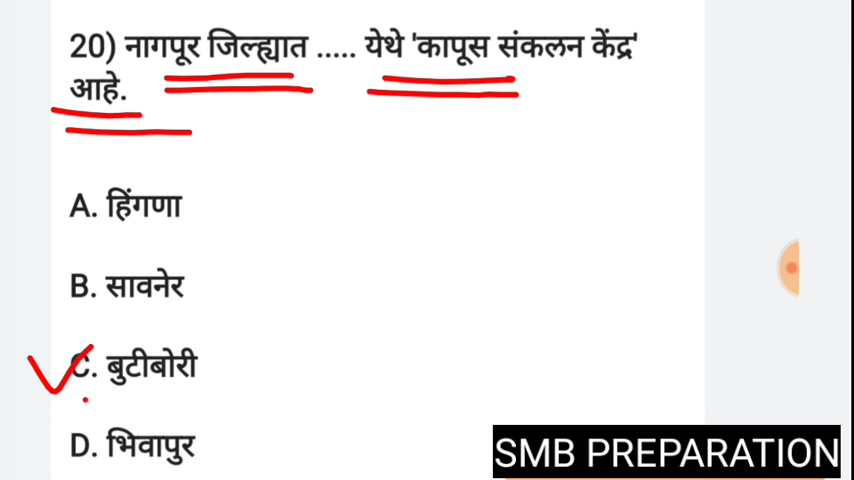 20) नागपूर जिल्ह्यात ..... येथे 'कापूस संकलन केंद्र'
आहे.
A. हिंगणा
B. सावनेर
C. बुटीबोरी
D. भिवापुर
SMB PREPARATION